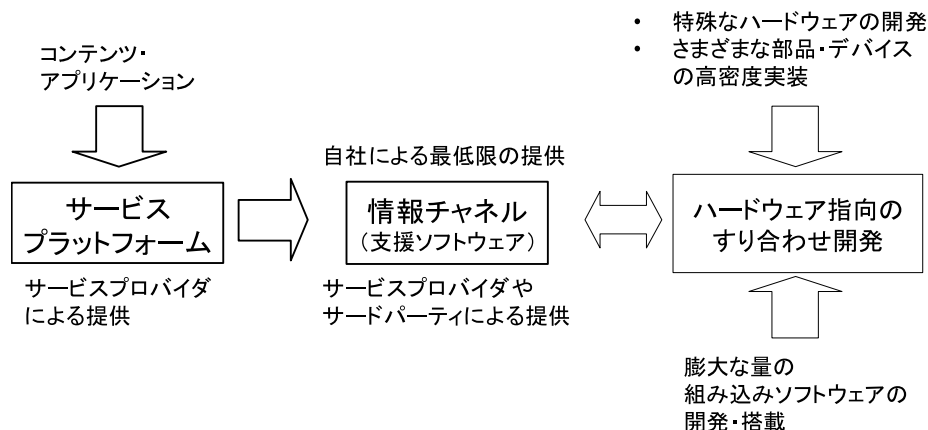 コンテンツ・
アプリケーション
サービス
プラットフォーム
サービスプロバイダ
による提供
自社による最低限の提供
情報チャネル
（支援ソフトウェア）
サービスプロバイダや
サードパーティによる提供
• 特殊なハードウェアの開発
• さまざまな部品・デバイス
の高密度実装
ハードウェア指向の
すり合わせ開発
膨大な量の
組み込みソフトウェアの
開発・搭載